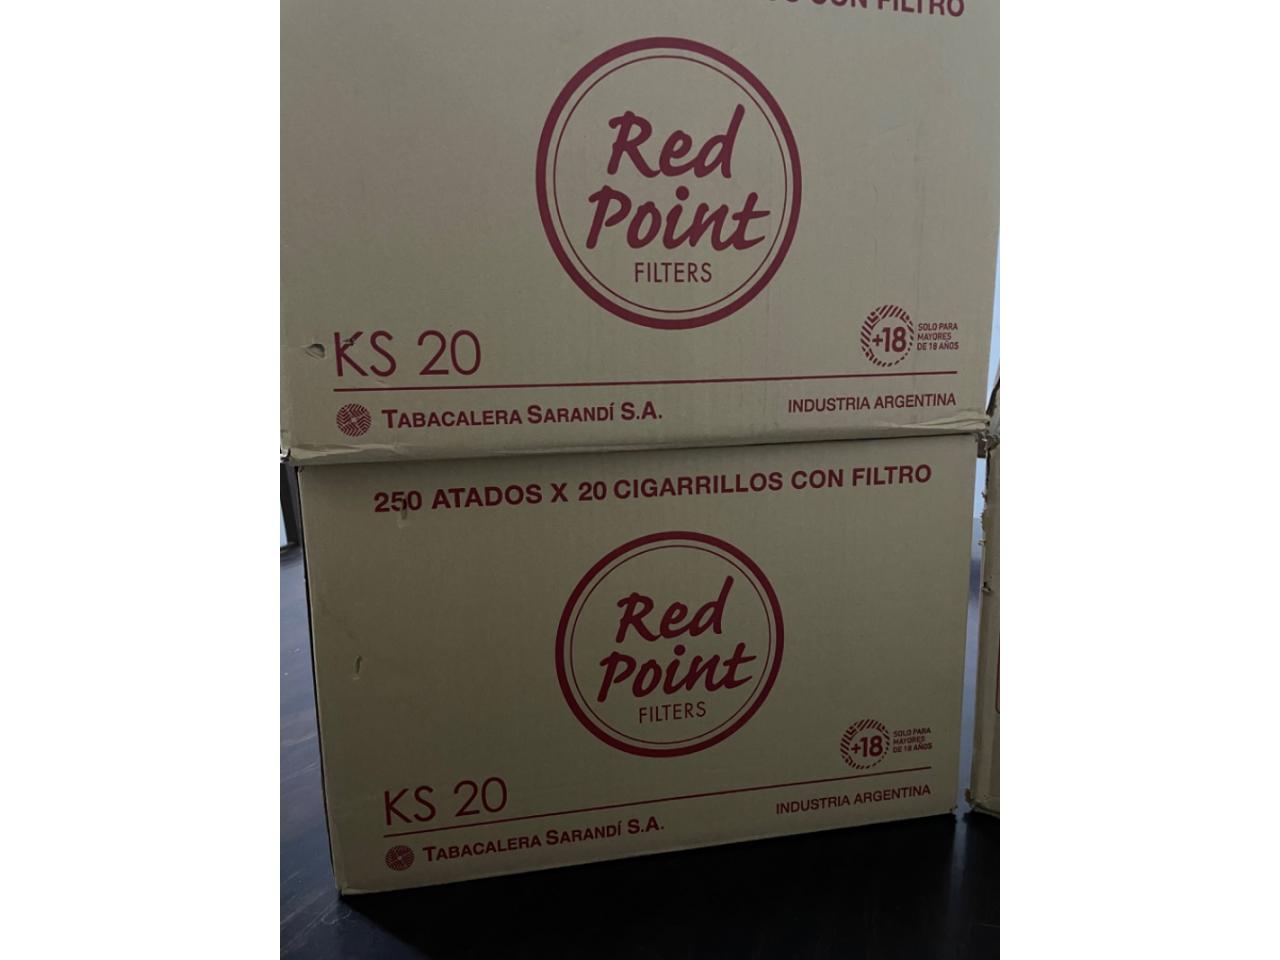 CON FILTRO
Red
Point
FILTERS
KS 20
+18
SOLO PARA
MAYORES
DE 18 AÑOS
TABACALERA SARANDÍ S.A.
INDUSTRIA ARGENTINA
250 ATADOS X 20 CIGARRILLOS CON FILTRO
Red
Point
FILTERS
KS 20
+18
SOLO PARA
MAYORES
DE 18 AÑOS
TABACALERA SARANDÍ S.A.
INDUSTRIA ARGENTINA